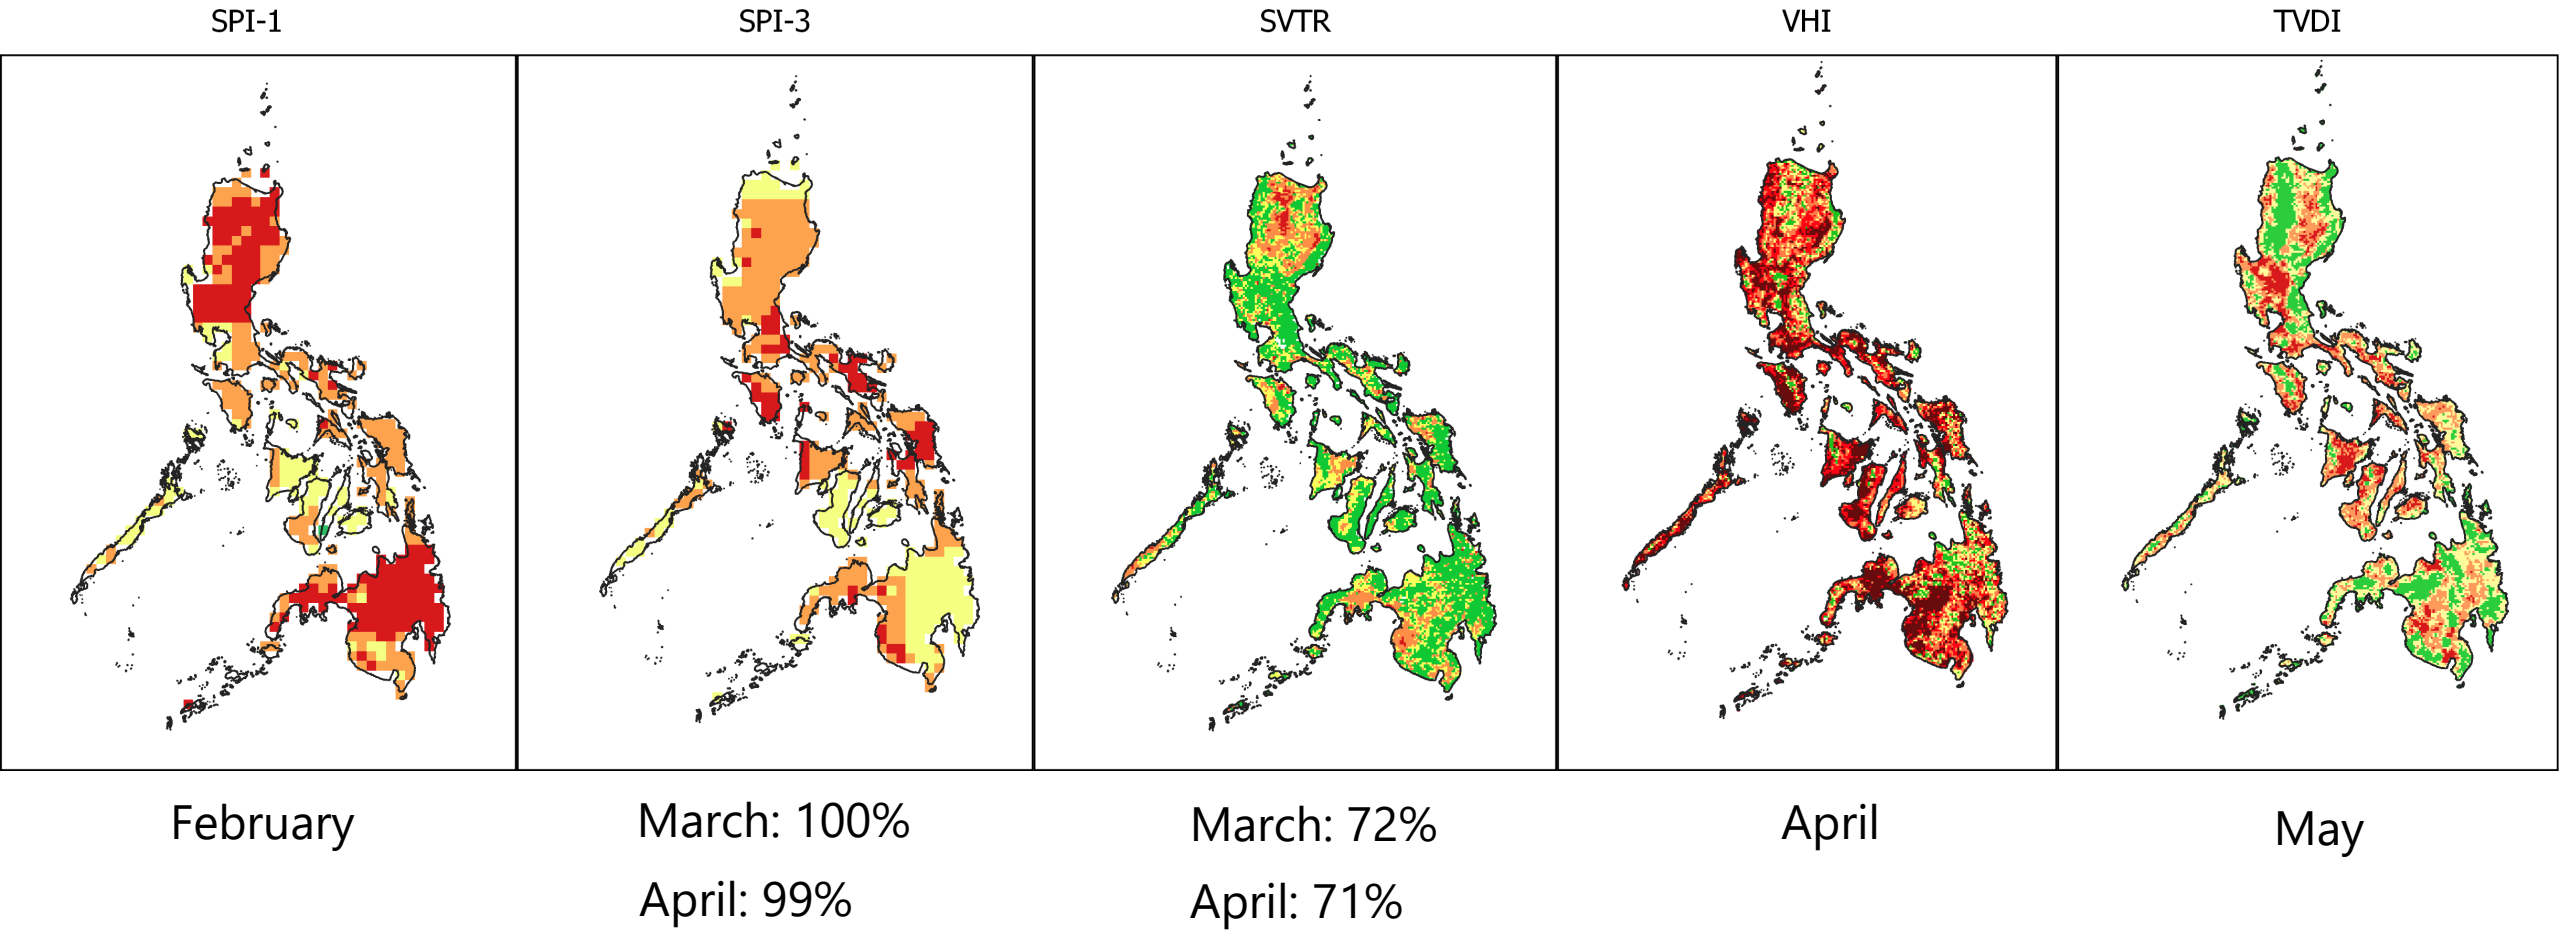 SPI-1
SPI-3
SVTR
VHI
TVDI
February
March: 100%
April: 99%
March: 72%
April: 71%
April
May